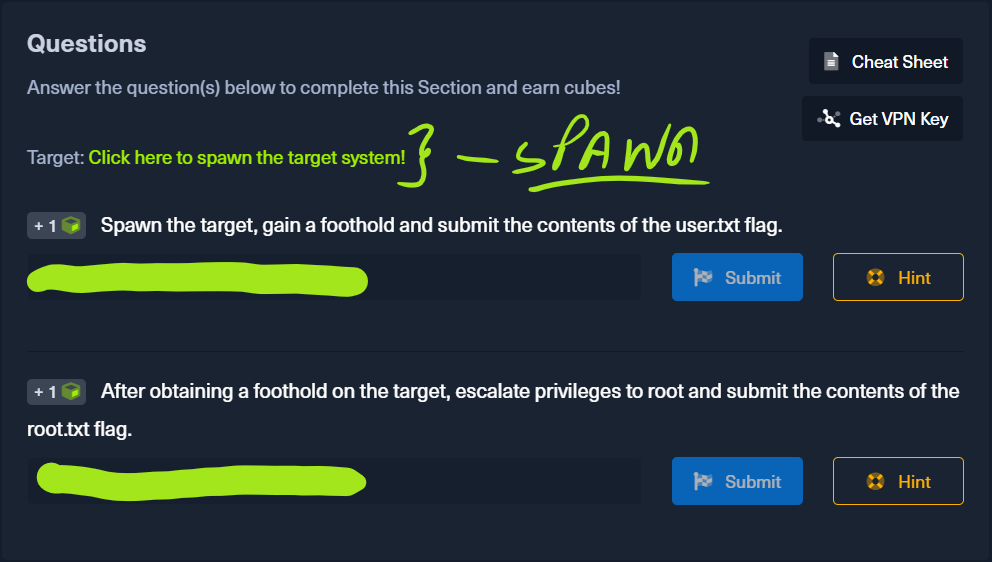 Questions
Cheat Sheet
Answer the question(s) below to complete this Section and earn cubes!
Get VPN Key
Target: Click here to spawn the target system! } - SPAWN
+ 1 Spawn the target, gain a foothold and submit the contents of the user.txt flag.
Submit
Hint
+ 1 After obtaining a foothold on the target, escalate privileges to root and submit the contents of the
root.txt flag.
Submit
Hint